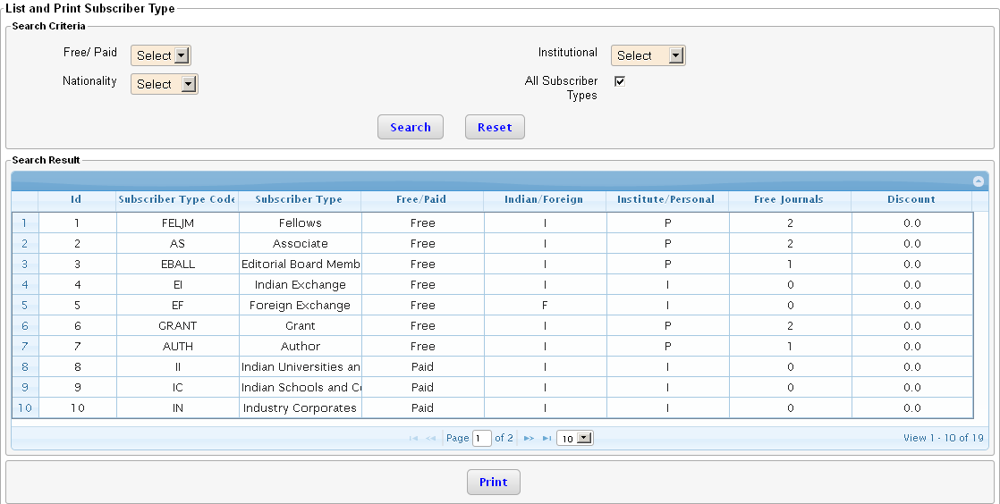 List and Print Subscriber Type
Search Criteria
Free/ Paid Select Institutional Select
Nationality Select All Subscriber
Types
Search Reset
Search Result
Id Subscriber Type Code Subscriber Type Free/Paid Indian/Foreign Institute/Personal Free Journals Discount
1 1 FELJM Fellows Free I P 2 0.0
2 2 AS Associate Free I P 2 0.0
3 3 EBALL Editorial Board Memb Free I P 1 0.0
4 4 EI Indian Exchange Free I I 0 0.0
5 5 EF Foreign Exchange Free F I 0 0.0
6 6 GRANT Grant Free I P 2 0.0
7 7 AUTH Author Free I P 1 0.0
8 8 II Indian Universities an Paid I I 0 0.0
9 9 IC Indian Schools and Co Paid I I 0 0.0
10 10 IN Industry Corporates Paid I I 0 0.0
Page 1 of 2 10 View 1 - 10 of 19
Print